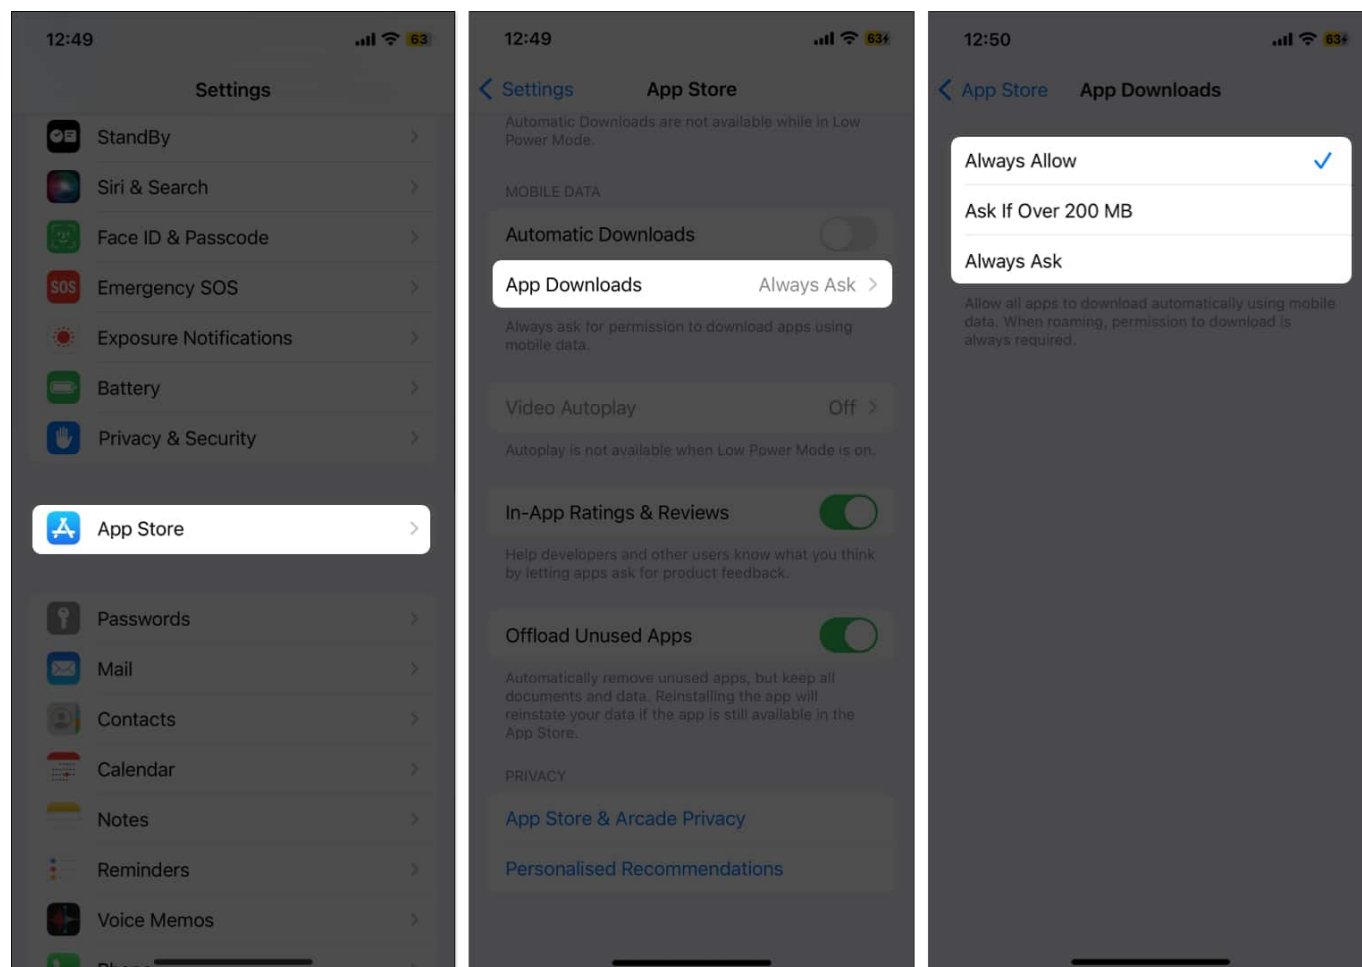 12:49
63
Settings
StandBy
Siri & Search
Face ID & Passcode
SOS
Emergency SOS
Exposure Notifications
Battery
Privacy & Security
App Store
Passwords
Mail
Contacts
Calendar
Notes
Reminders
Voice Memos
Phone
12:49
63
Settings
App Store
Automatic Downloads are not available while in Low
Power Mode.
MOBILE DATA
Automatic Downloads
App Downloads
Always Ask
Always ask for permission to download apps using
mobile data.
Video Autoplay
Off
Autoplay is not available when Low Power Mode is on.
In-App Ratings & Reviews
Help developers and other users know what you think
by letting apps ask for product feedback.
Offload Unused Apps
Automatically remove unused apps, but keep all
documents and data. Reinstalling the app will
reinstate your data if the app is still available in the
App Store.
PRIVACY
App Store & Arcade Privacy
Personalised Recommendations
12:50
63
App Store
App Downloads
Always Allow
Ask If Over 200 MB
Always Ask
Allow all apps to download automatically using mobile
data. When roaming, permission to download is
always required.